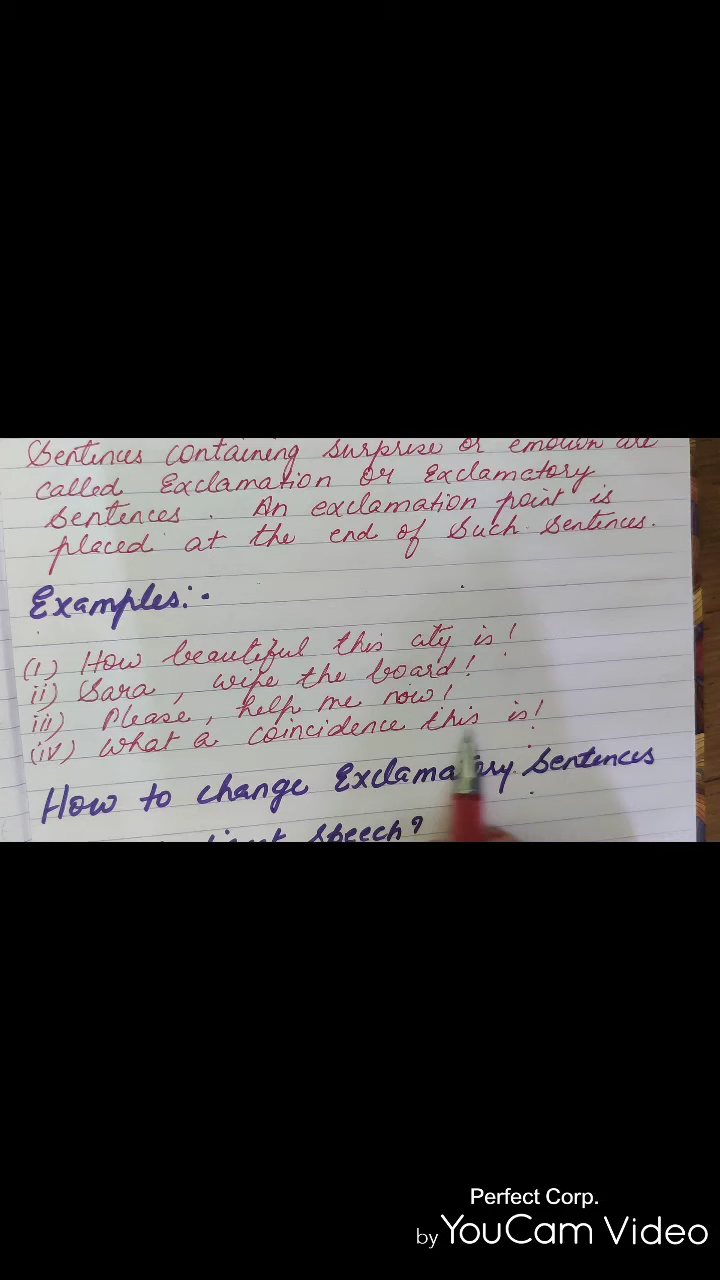 Sentences containing surprise or emotion are
called Exclamation or Exclamatory
sentences. An exclamation point is
placed at the end of such sentences.
Examples:-
(i) How beautiful this city is!
ii) Sara, wipe the board!
iii) Please, help me now!
(iv) What a coincidence this is!
How to change Exclamatory Sentences
speech?
Perfect Corp.
by YouCam Video